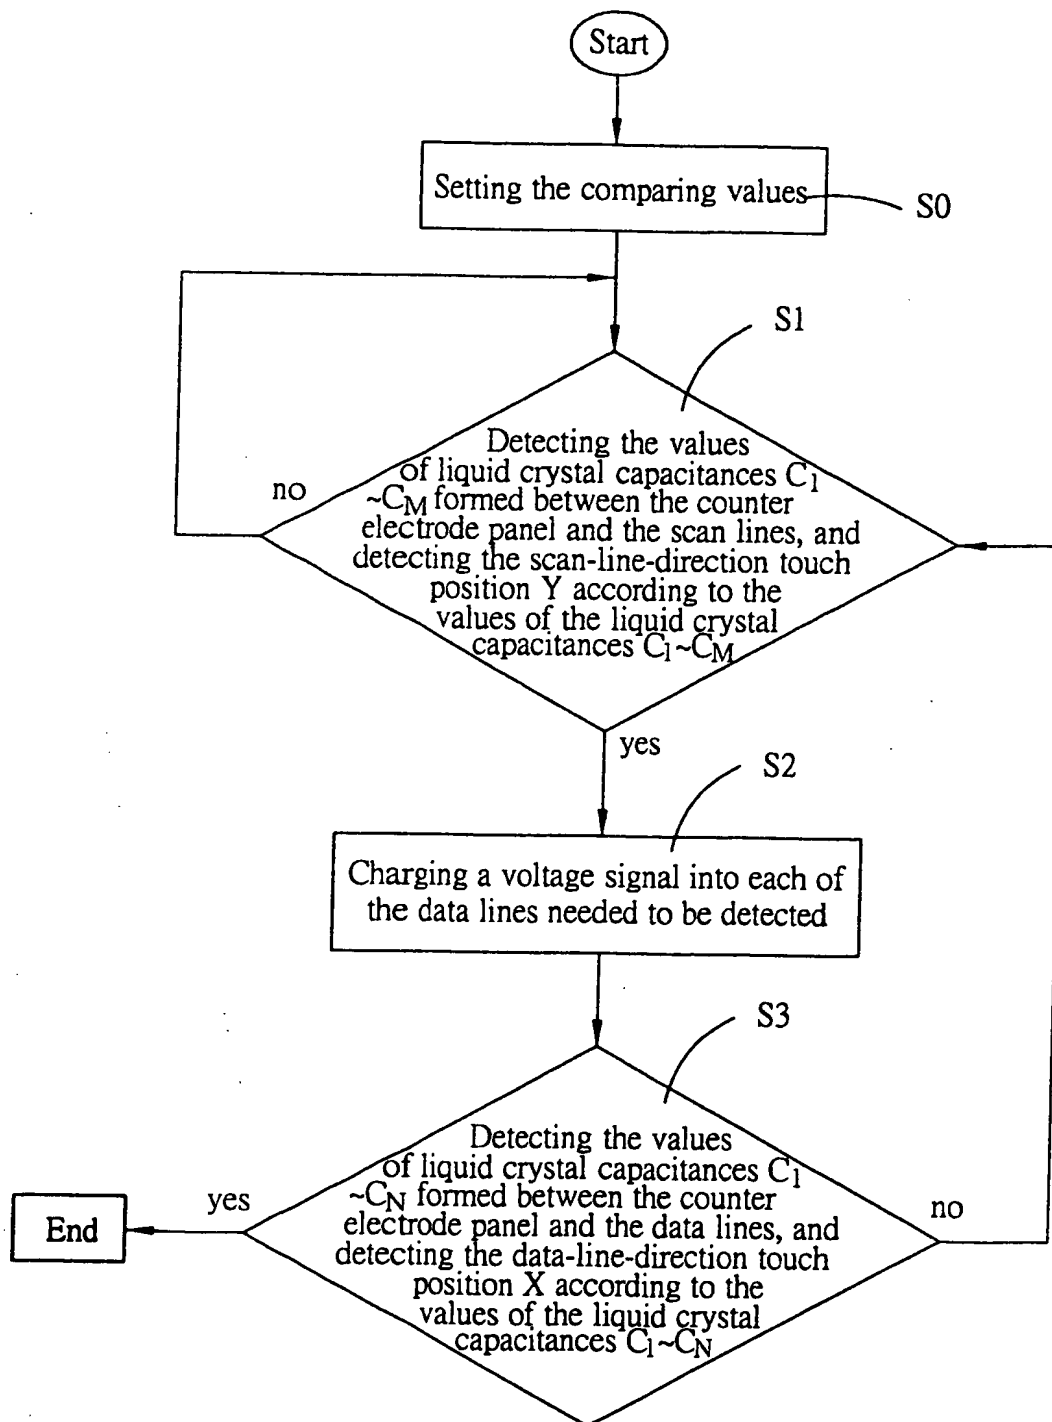 Start
Setting the comparing values
S0
S1
Detecting the values
of liquid crystal capacitances C1
~CM formed between the counter
electrode panel and the scan lines, and
detecting the scan-line-direction touch
position Y according to the
values of the liquid crystal
capacitances C1~CM
no
yes
S2
Charging a voltage signal into each of
the data lines needed to be detected
S3
Detecting the values
of liquid crystal capacitances C1
~CN formed between the counter
electrode panel and the data lines, and
detecting the data-line-direction touch
position X according to the
values of the liquid crystal
capacitances C1~CN
yes
no
End